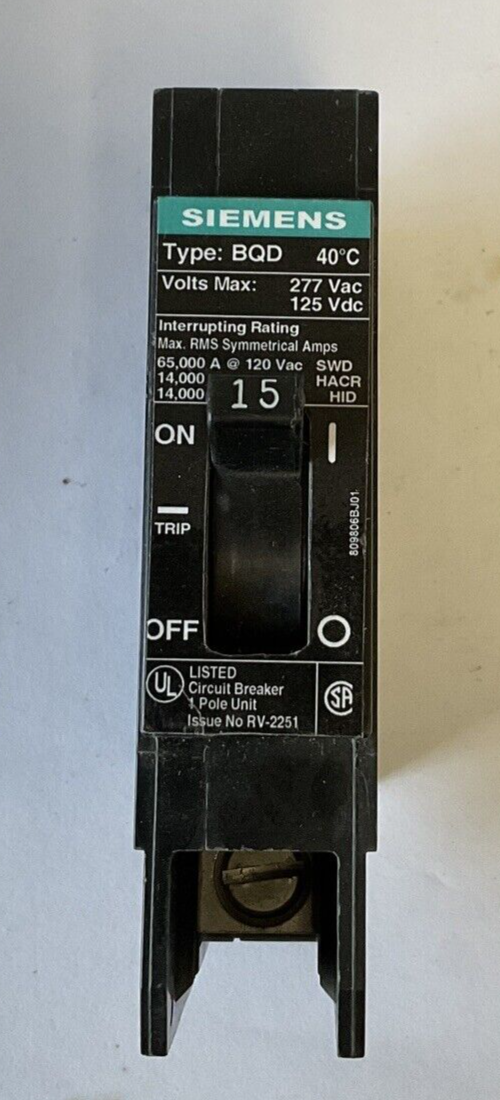 SIEMENS
Type: BQD 40°C
Volts Max: 277 Vac
125 Vdc
Interrupting Rating
Max. RMS Symmetrical Amps
65,000 A @ 120 Vac SWD
14,000 HACR
14,000 HID
15
ON I
TRIP
809806BJ01
OFF O
UL LISTED
Circuit Breaker
1 Pole Unit
Issue No RV-2251
SA